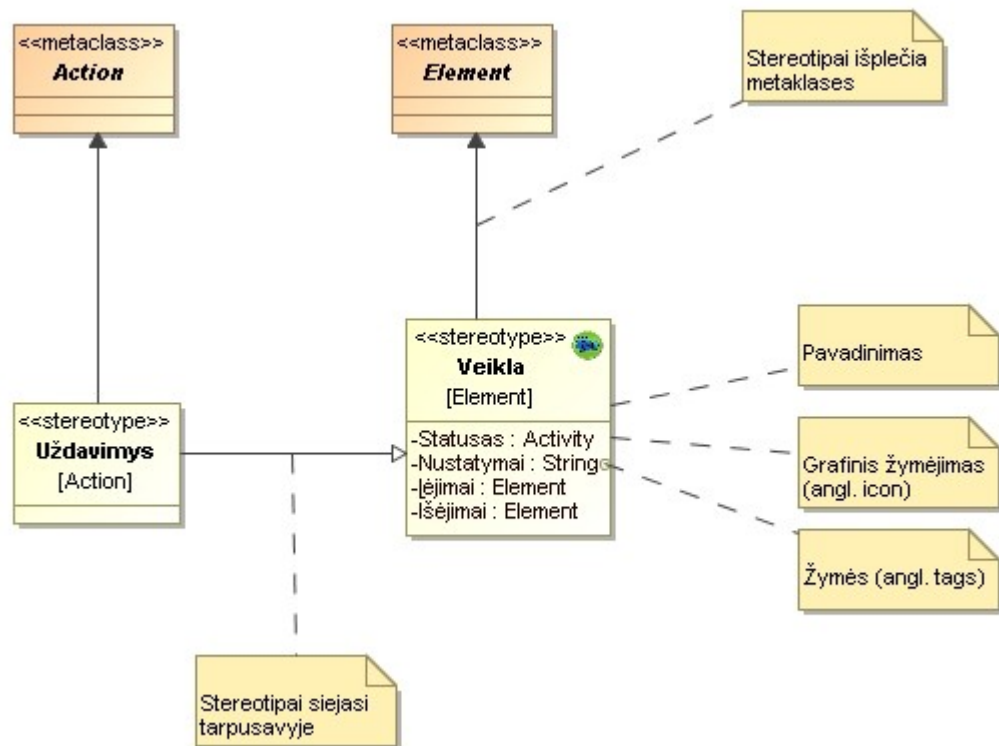 <<metaclass>>
Action
<<metaclass>>
Element
Stereotipai išplečia
metaklases
<<stereotype>>
Veikla
[Element]
-Statusas : Activity
-Nustatymai : String
-Įėjimai : Element
-Išėjimai : Element
Pavadinimas
<<stereotype>>
Uždavimys
[Action]
Grafinis žymėjimas
(angl. icon)
Žymės (angl. tags)
Stereotipai siejasi
tarpusavyje